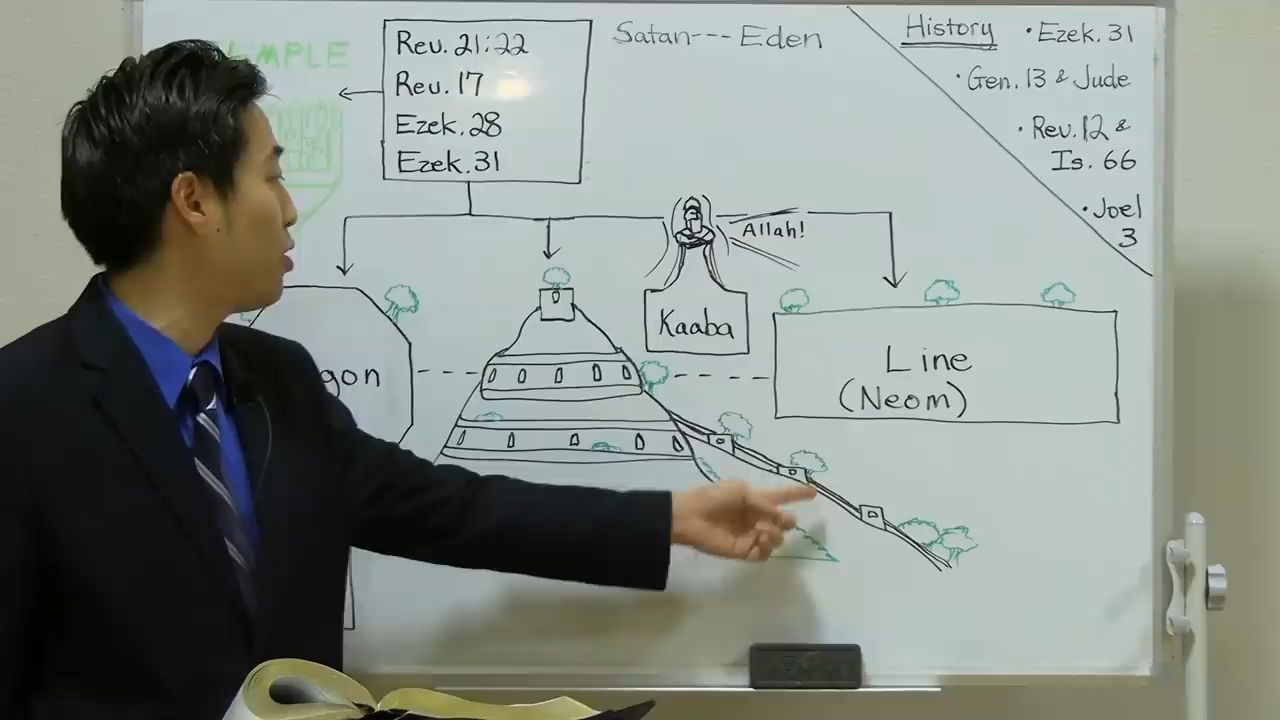 EMPLE
Rev. 21:22
Rev. 17
Ezek. 28
Ezek. 31
Satan---Eden
History
· Ezek. 31
· Gen. 13 & Jude
· Rev. 12 &
Is. 66
· Joel
3
Allah!
Kaaba
gon
Line
(Neom)